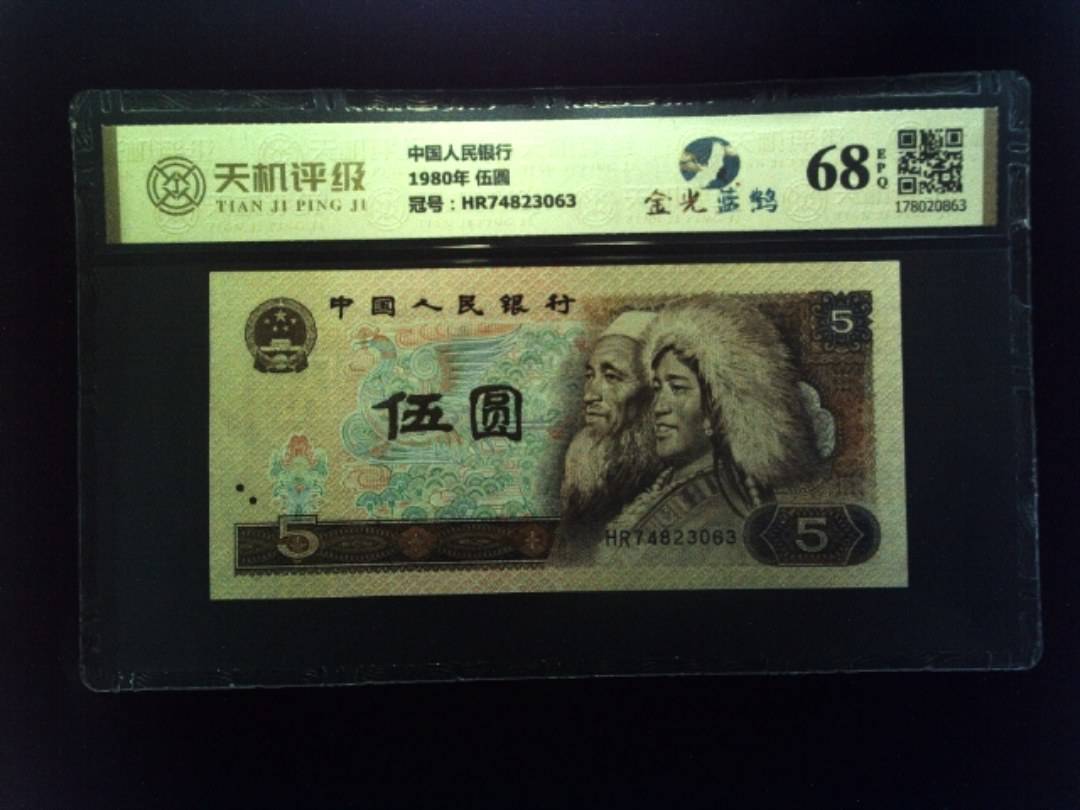 天机评级
TIAN JI PING JI
中国人民银行
1980年 伍圆
冠号：HR74823063
金光蓝鹤
68
EPQ
178020863
中国人民银行
5
伍圆
5
HR74823063
5